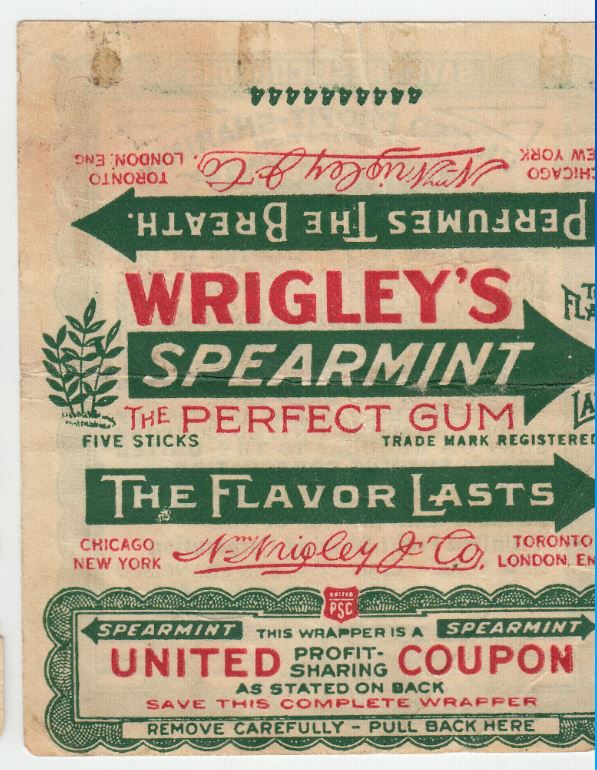 CHICAGO
NEW YORK
Wm. Wrigley Jr. Co.
TORONTO
LONDON, ENG
PERFUMES THE BREATH.
WRIGLEY'S
SPEARMINT
THE PERFECT GUM
FIVE STICKS
TRADE MARK REGISTERED
THE FLAVOR LASTS
CHICAGO
NEW YORK
Wm. Wrigley Jr. Co.
TORONTO
LONDON, EN
UNITED
PSC
SPEARMINT THIS WRAPPER IS A SPEARMINT
UNITED PROFIT-SHARING COUPON
AS STATED ON BACK
SAVE THIS COMPLETE WRAPPER
REMOVE CAREFULLY - PULL BACK HERE